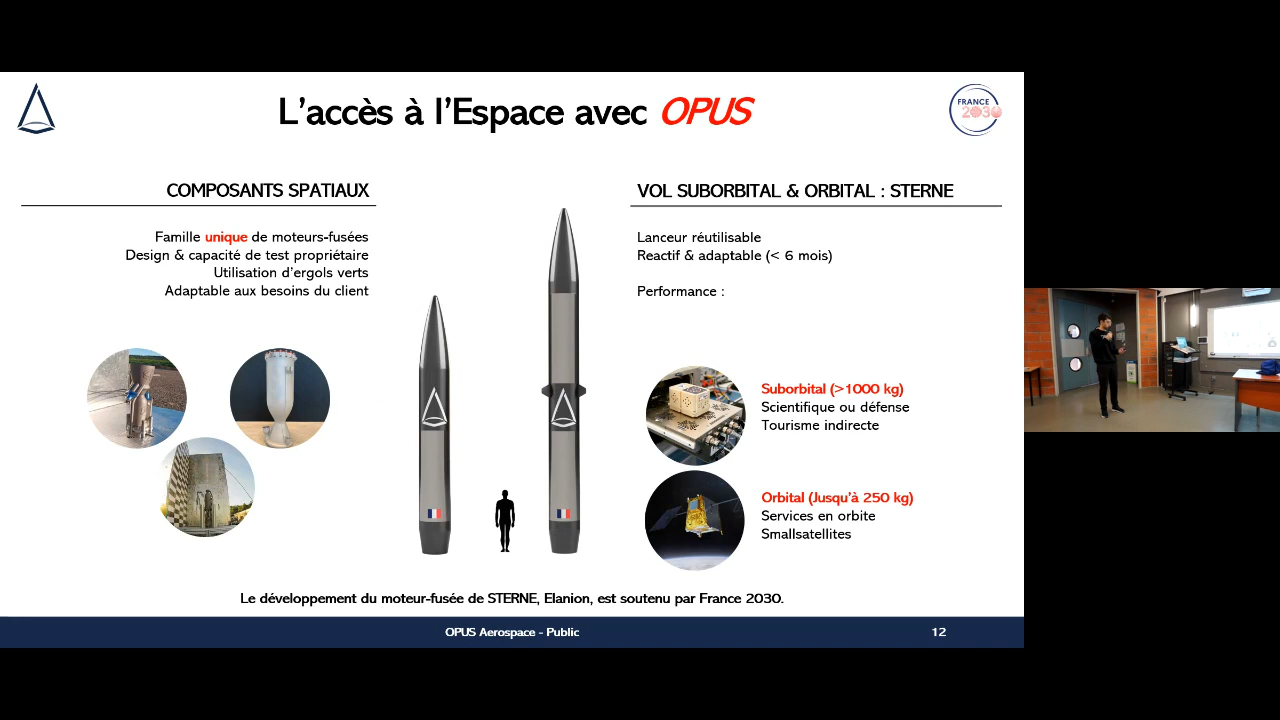 L'accès à l'Espace avec OPUS
FRANCE
2030
COMPOSANTS SPATIAUX
Famille unique de moteurs-fusées
Design & capacité de test propriétaire
Utilisation d'ergols verts
Adaptable aux besoins du client
VOL SUBORBITAL & ORBITAL : STERNE
Lanceur réutilisable
Reactif & adaptable (< 6 mois)
Performance :
Suborbital (>1000 kg)
Scientifique ou défense
Tourisme indirecte
Orbital (Jusqu'à 250 kg)
Services en orbite
Smallsatellites
Le développement du moteur-fusée de STERNE, Elanion, est soutenu par France 2030.
OPUS Aerospace - Public
12